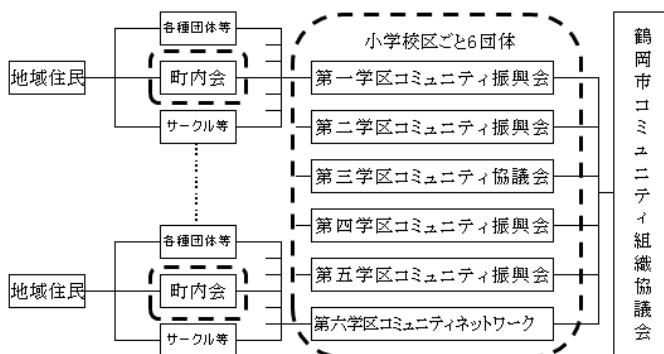 各種団体等
地域住民
町内会
サークル等
各種団体等
地域住民
町内会
サークル等
小学校区ごと6団体
第一学区コミュニティ振興会
第二学区コミュニティ振興会
第三学区コミュニティ協議会
第四学区コミュニティ振興会
第五学区コミュニティ振興会
第六学区コミュニティネットワーク
鶴岡市コミュニティ組織協議会